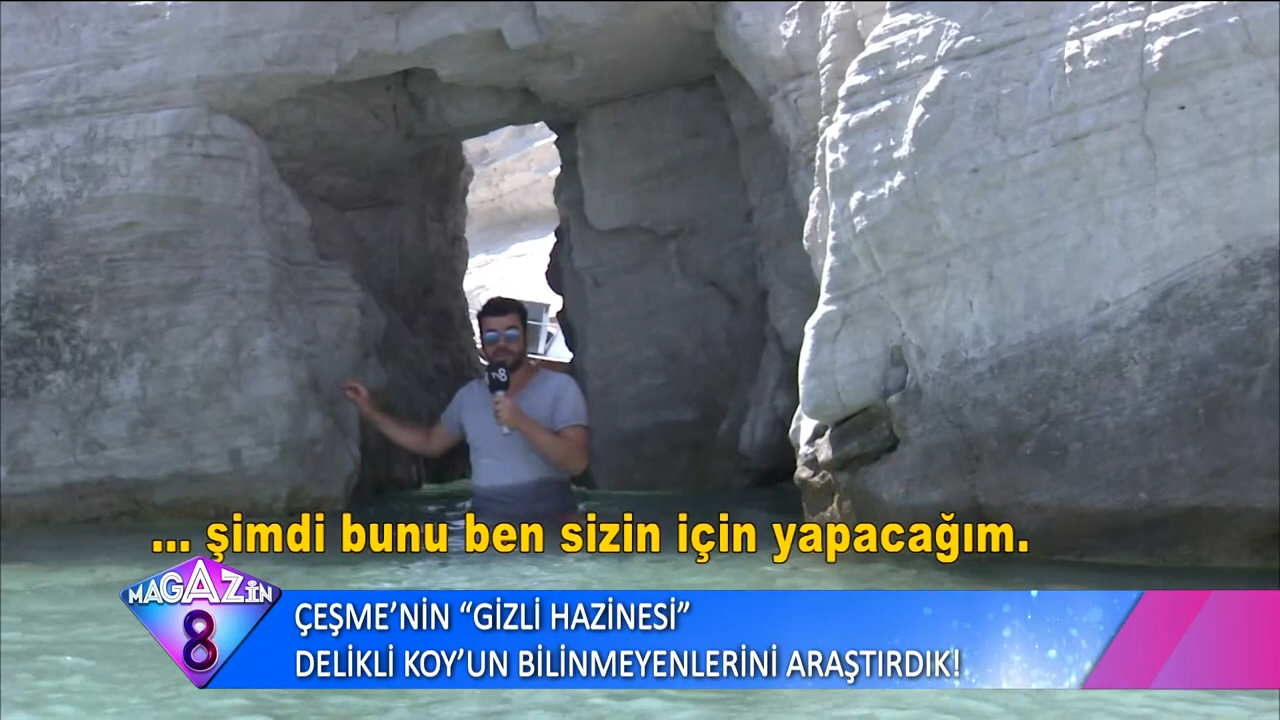 TV8
... şimdi bunu ben sizin için yapacağım.
MAGAZİN
8
ÇEŞME’NİN “GİZLİ HAZİNESİ”
DELİKLİ KOY’UN BİLİNMEYENLERİNİ ARAŞTIRDIK!